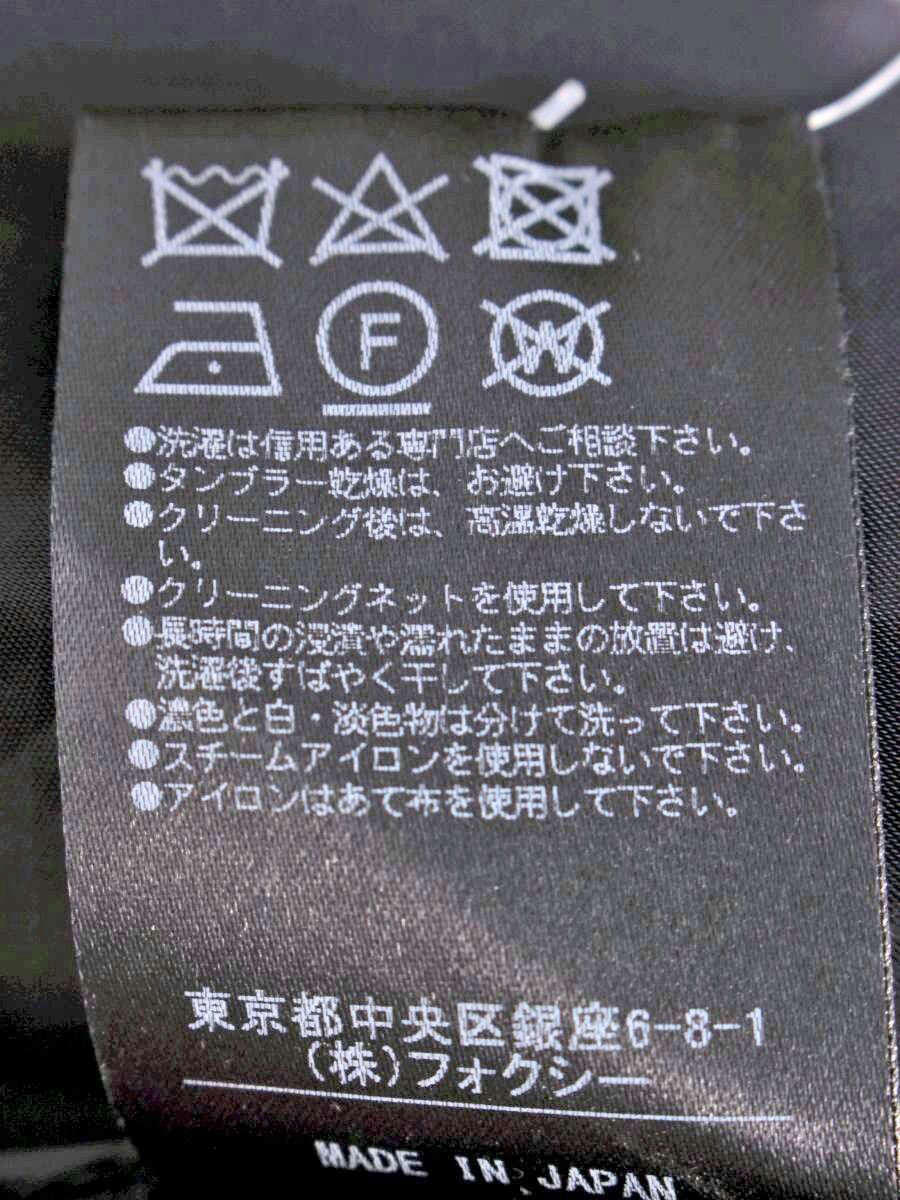 F
W
●洗濯は信用ある専門店へご相談下さい。
●タンブラー乾燥は、お避け下さい。
●クリーニング後は、高温乾燥しないで下さ
い。
●クリーニングネットを使用して下さい。
●長時間の浸漬や濡れたままの放置は避け、
洗濯後すばやく干して下さい。
●濃色と白・淡色物は分けて洗って下さい。
●スチームアイロンを使用しないで下さい。
●アイロンはあて布を使用して下さい。
東京都中央区銀座6-8-1
(株)フォクシー
MADE IN JAPAN